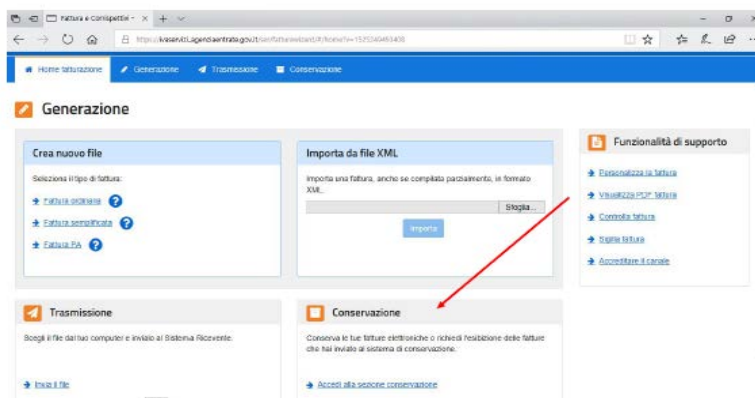 Fattura e Corrispettivi -
Home fatturazione
Generazione
Trasmissione
Conservazione
Generazione
Crea nuovo file
Seleziona il tipo di fattura:
Fattura ordinaria
Fattura semplificata
Fattura PA
Importa da file XML
Importa una fattura, anche se compilata parzialmente, in formato
XML.
Sfoglia...
Importa
Funzionalità di supporto
Personalizza la fattura
Visualizza PDF fattura
Controlla fattura
Sigilla fattura
Accreditare il canale
Trasmissione
Scegli il file dal tuo computer e invialo al Sistema Ricevente.
Invia il file
Conservazione
Conserva le tue fatture elettroniche o richiedi l'esibizione delle fatture
che hai inviato al sistema di conservazione.
Accedi alla sezione conservazione